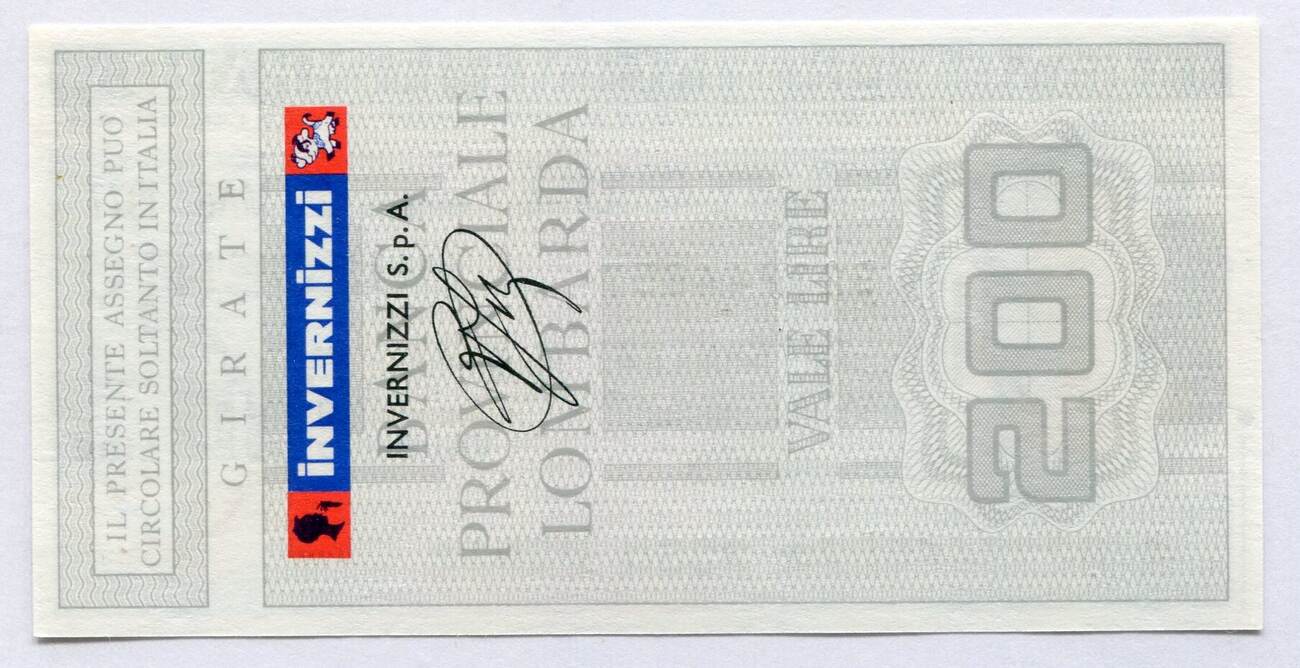 IL PRESENTE ASSEGNO PUO'
CIRCOLARE SOLTANTO IN ITALIA
GIRATE
iNVERNiZZi
INVERNIZZI S.p.A.
BANCA
PROVINCIALE
LOMBARDA
VALE LIRE
200